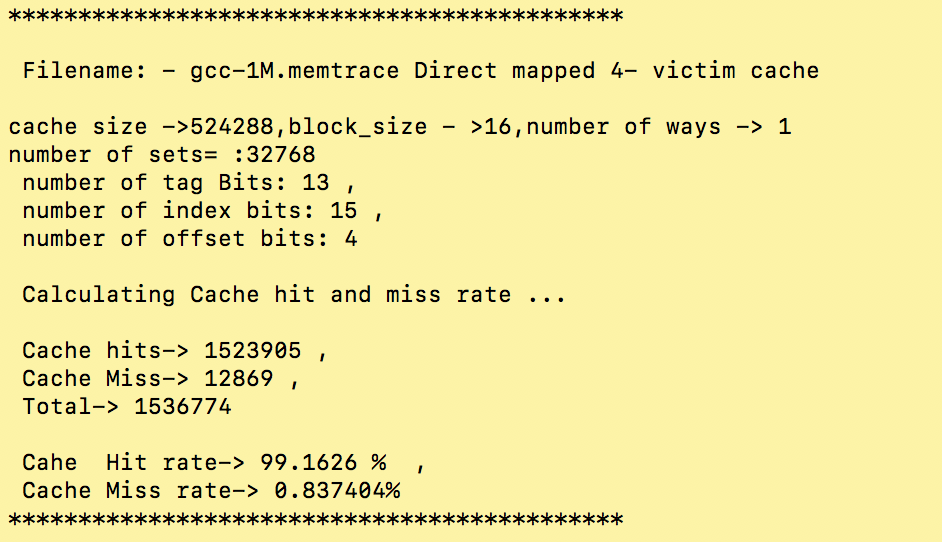 ********************************************
Filename: - gcc-1M.memtrace Direct mapped 4- victim cache
cache size ->524288,block_size - >16,number of ways -> 1
number of sets= :32768
number of tag Bits: 13 ,
number of index bits: 15 ,
number of offset bits: 4
Calculating Cache hit and miss rate ...
Cache hits-> 1523905 ,
Cache Miss-> 12869 ,
Total-> 1536774
Cahe  Hit rate-> 99.1626 %  ,
Cache Miss rate-> 0.837404%
********************************************